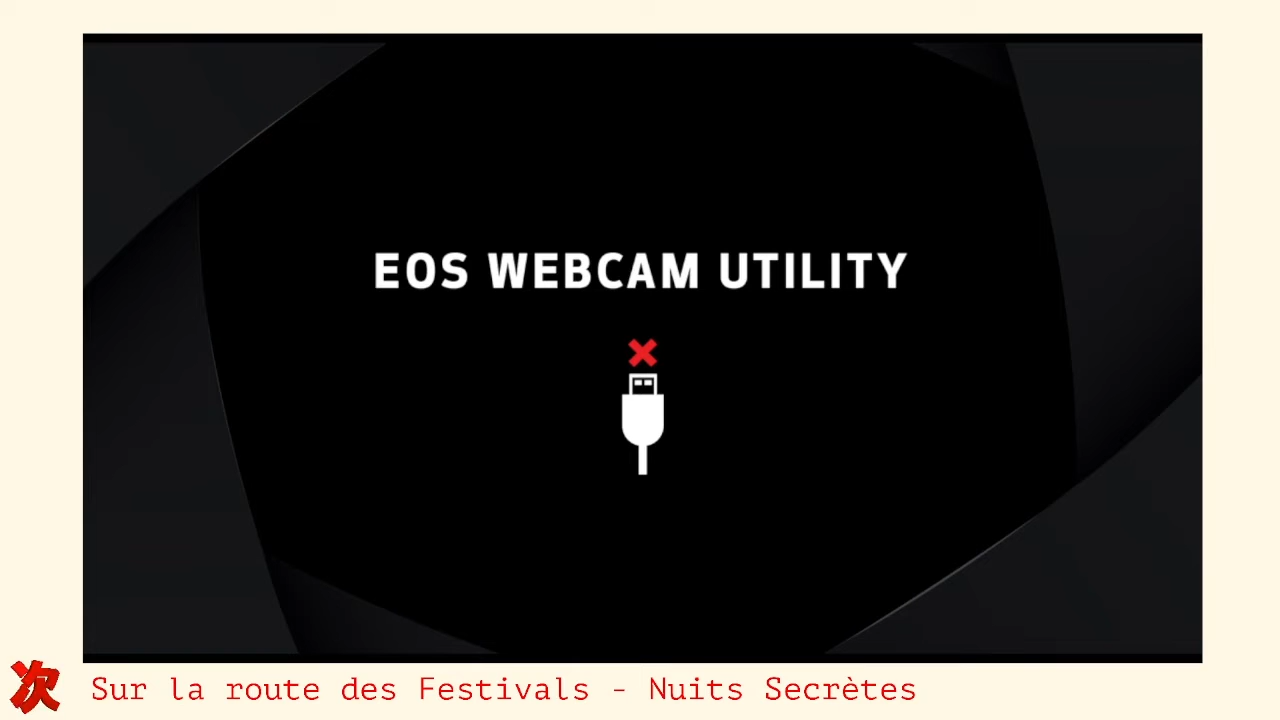 EOS WEBCAM UTILITY
次 Sur la route des Festivals - Nuits Secrètes